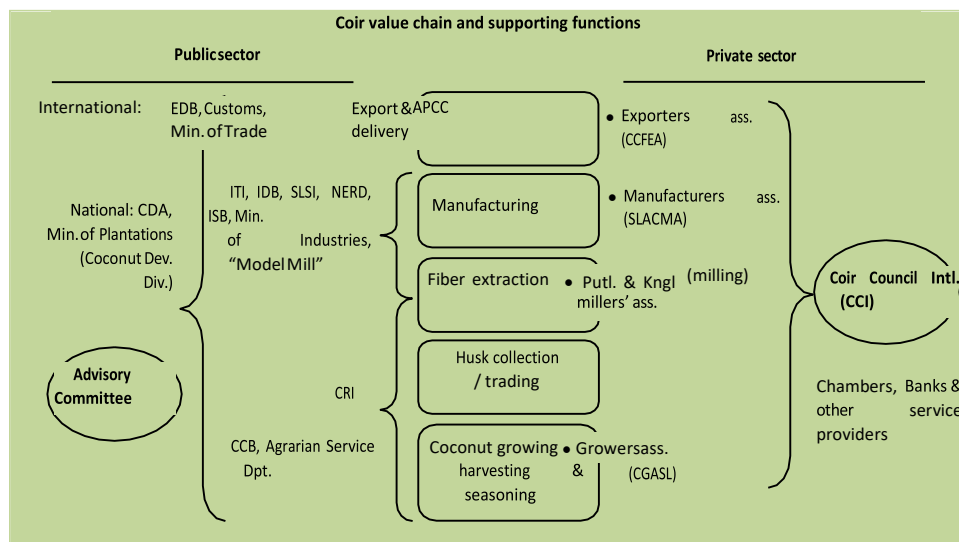 Coir value chain and supporting functions
Publicsector
Private sector
International:
EDB, Customs,
Min. of Trade
Export & APCC
delivery
• Exporters ass.
(CCFEA)
ITI, IDB, SLSI, NERD,
ISB, Min.
of Industries,
“Model Mill”
National: CDA,
Min. of Plantations
(Coconut Dev.
Div.)
Manufacturing
• Manufacturers ass.
(SLACMA)
Fiber extraction
• Putl. & Kngl (milling)
millers’ ass.
Coir Council Intl.
(CCI)
Husk collection
/ trading
Advisory
Committee
CRI
Chambers, Banks &
other service
providers
CCB, Agrarian Service
Dpt.
Coconut growing • Growersass.
harvesting & (CGASL)
seasoning